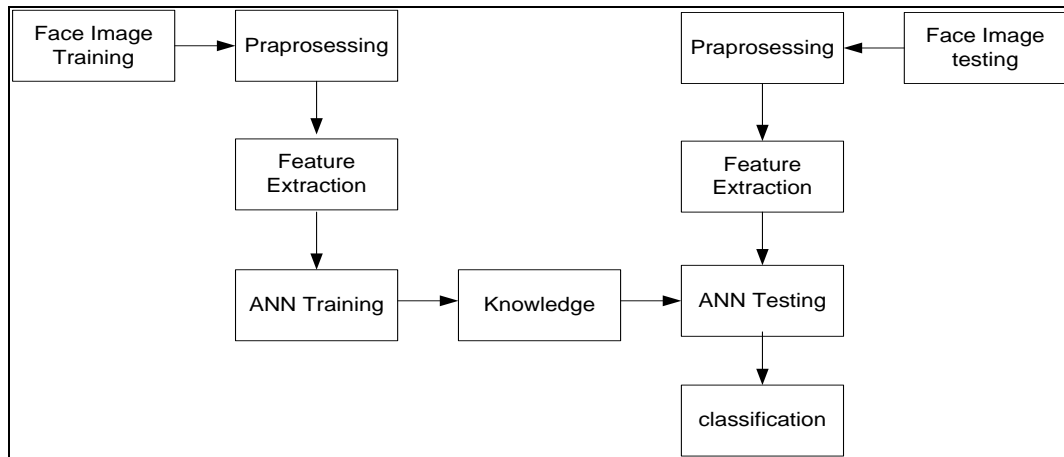 Face Image
Training
Praprosessing
Praprosessing
Face Image
testing
Feature
Extraction
Feature
Extraction
ANN Training
Knowledge
ANN Testing
classification